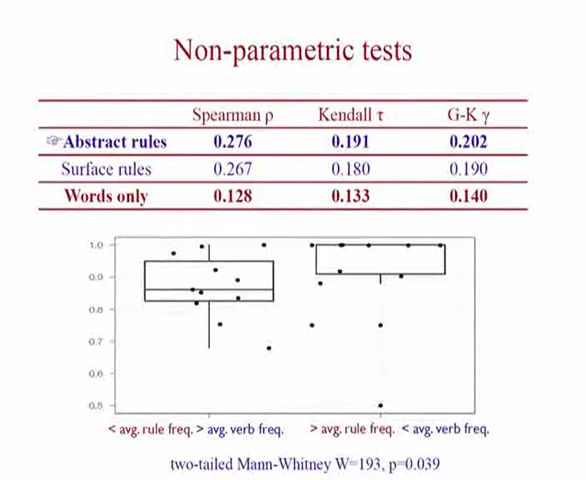 Non-parametric tests
Spearman ρ Kendall τ G-K γ
☞Abstract rules 0.276 0.191 0.202
Surface rules 0.267 0.180 0.190
Words only 0.128 0.133 0.140
1.0
0.9
0.8
0.7
0.6
0.5
< avg. rule freq. > avg. verb freq. > avg. rule freq. < avg. verb freq.
two-tailed Mann-Whitney W=193, p=0.039